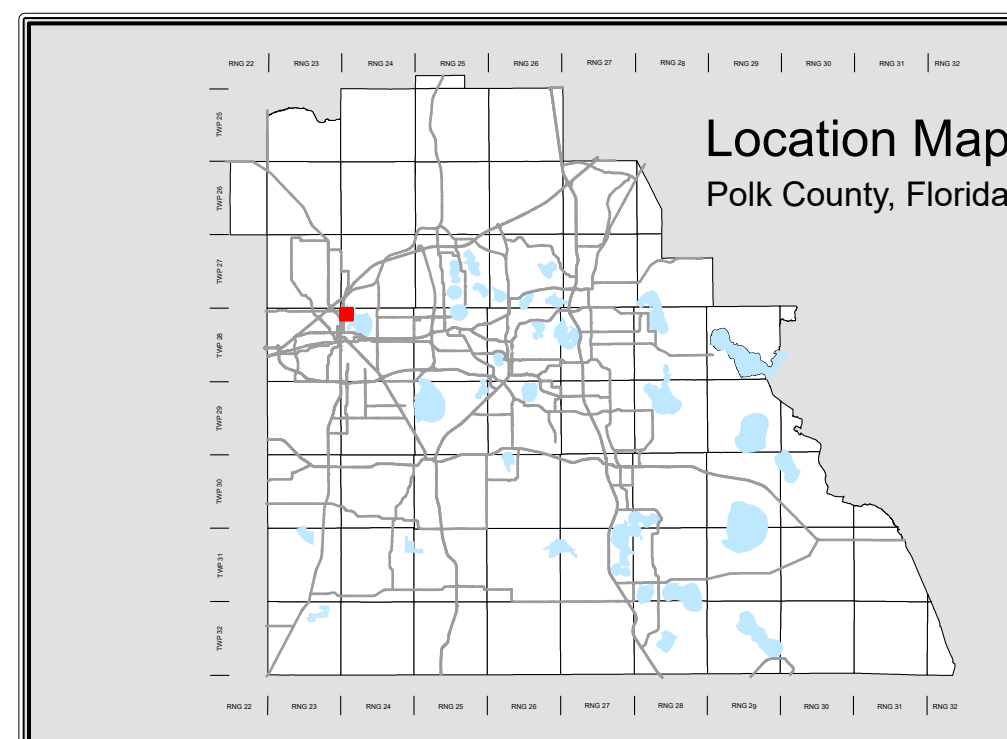 RNG 22 RNG 23 RNG 24 RNG 25 RNG 26 RNG 27 RNG 28 RNG 29 RNG 30 RNG 31 RNG 32
Location Map
Polk County, Florida
TWP 25
TWP 26
TWP 27
TWP 28
TWP 29
TWP 30
TWP 31
TWP 32
RNG 22 RNG 23 RNG 24 RNG 25 RNG 26 RNG 27 RNG 28 RNG 29 RNG 30 RNG 31 RNG 32